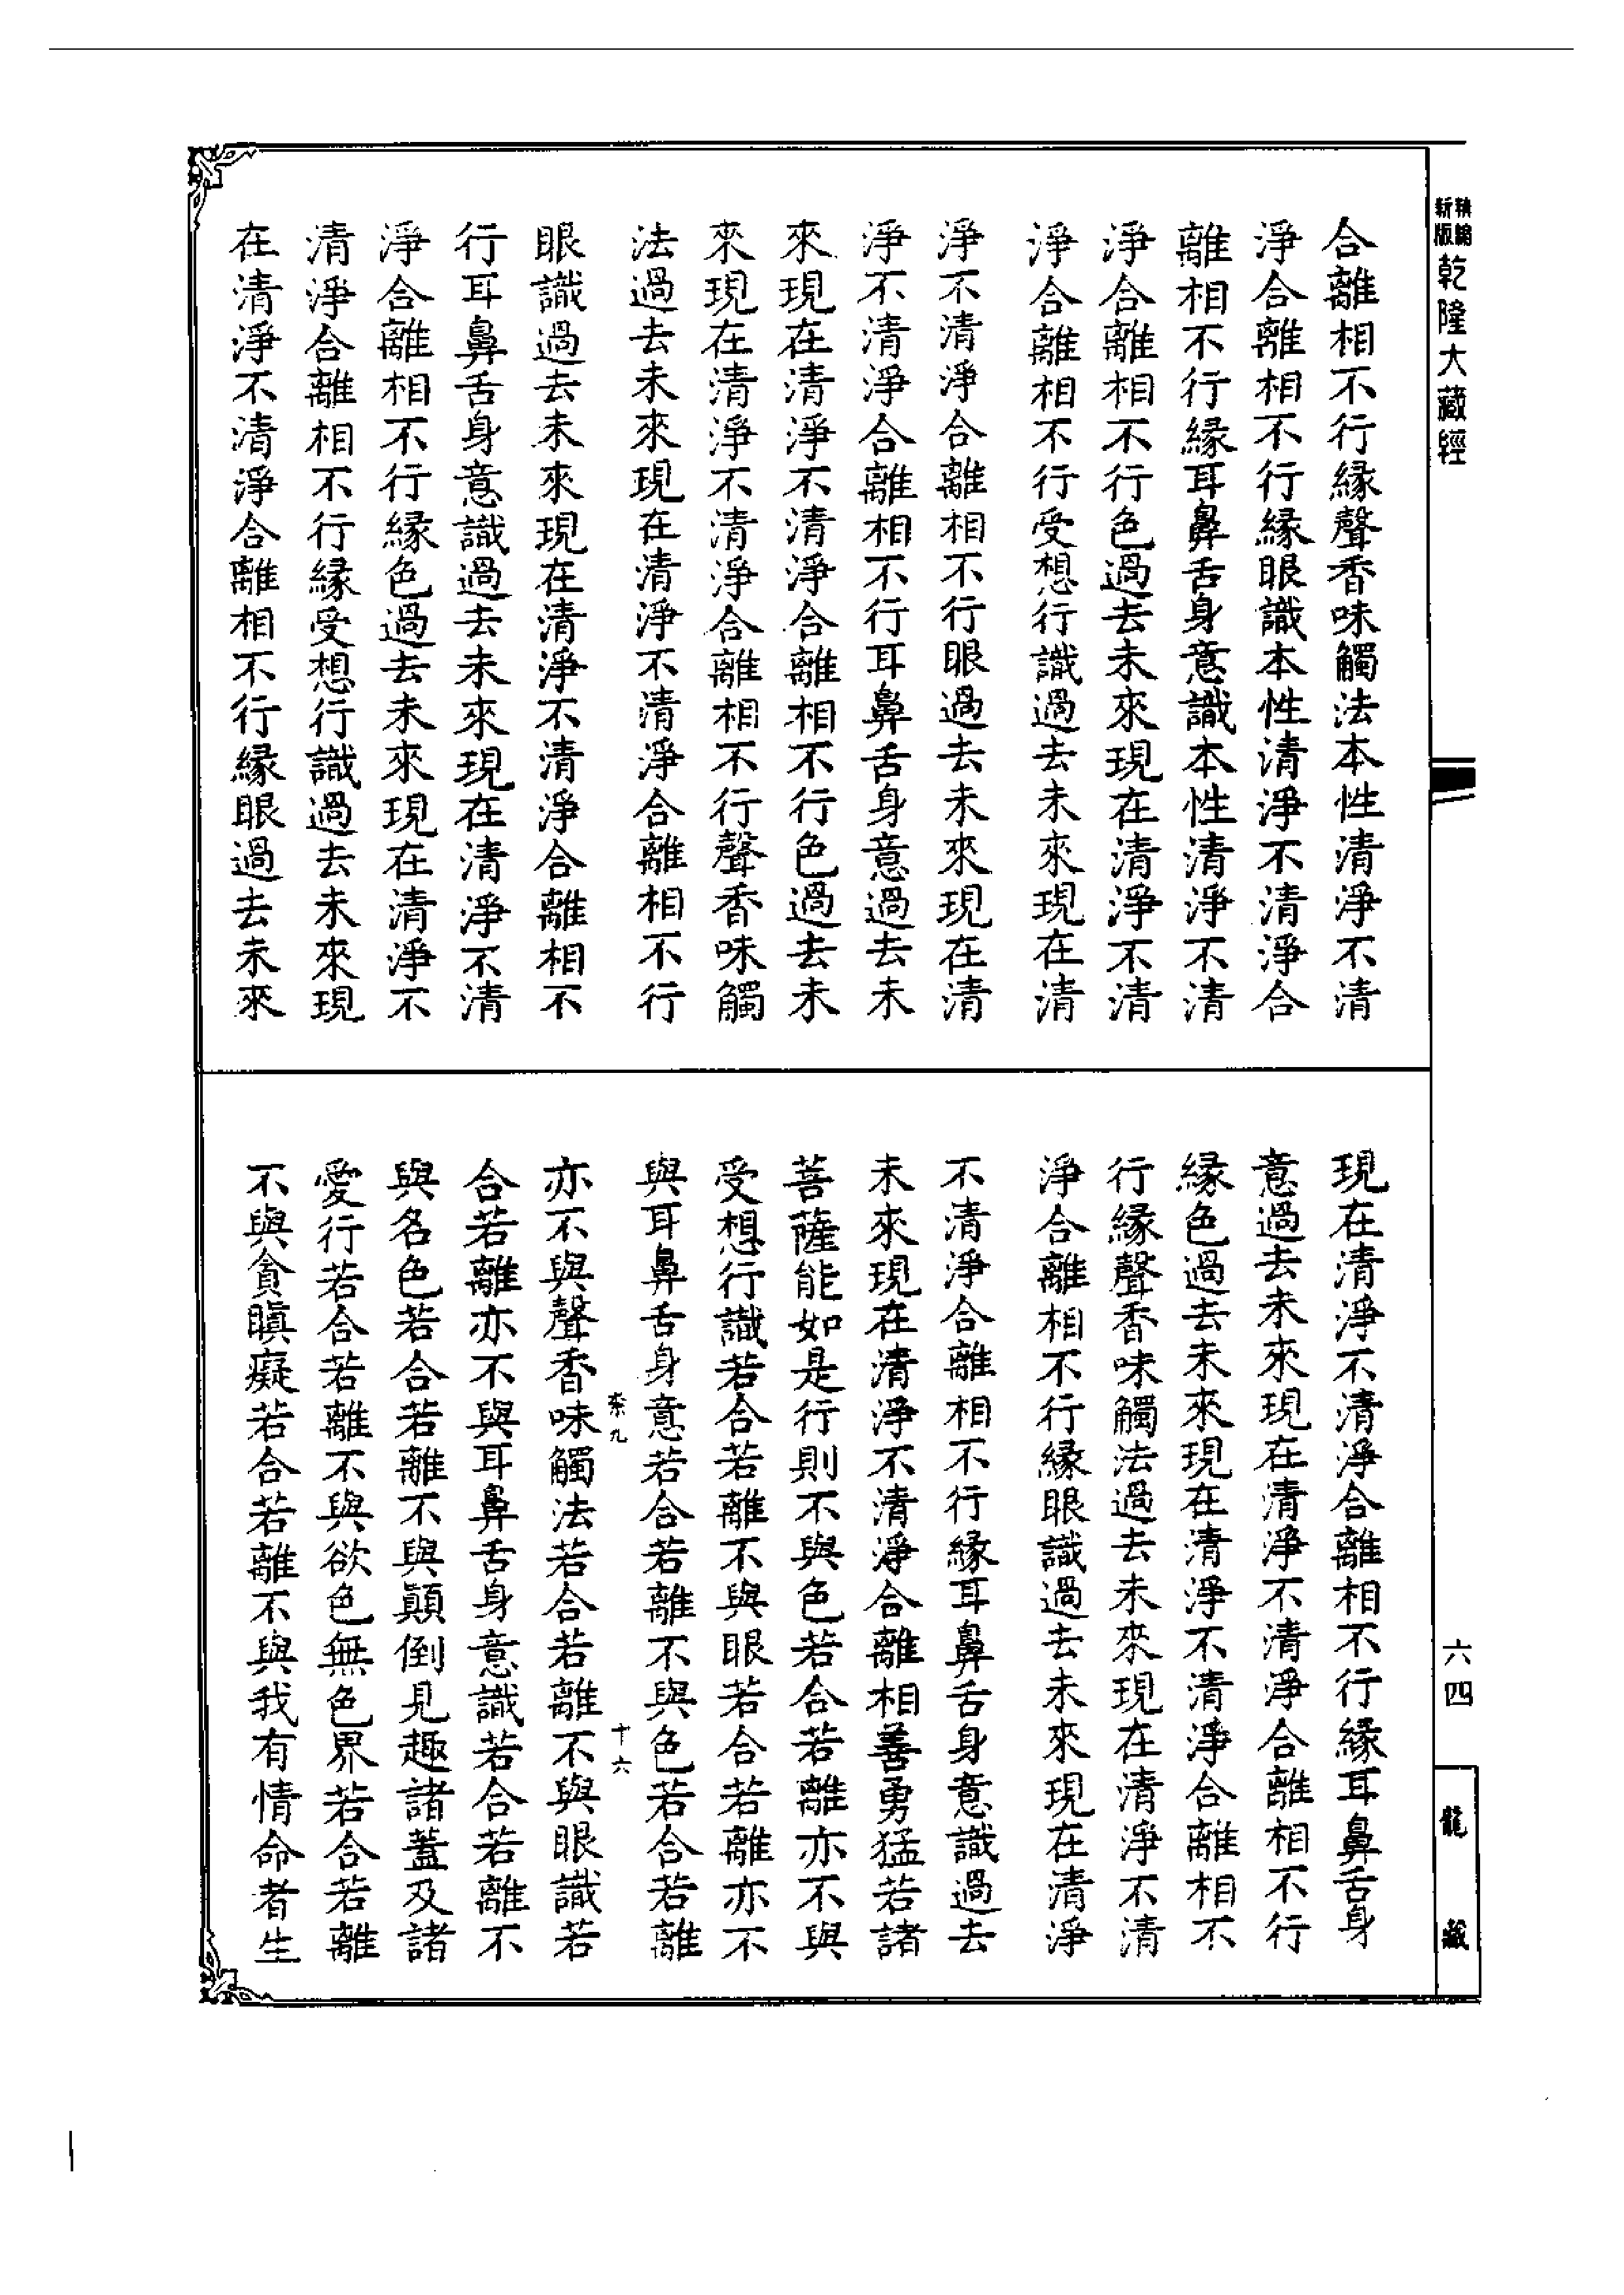 新版
精縮
乾隆大藏經
合離相不行緣聲香味觸法本性清淨不清
淨合離相不行緣眼識本性清淨不清淨合
離相不行緣耳鼻舌身意識本性清淨不清
淨合離相不行色過去未來現在清淨不清
淨合離相不行受想行識過去未來現在清
淨不清淨合離相不行眼過去未來現在清
淨不清淨合離相不行耳鼻舌身意過去未
來現在清淨不清淨合離相不行色過去未
來現在清淨不清淨合離相不行聲香味觸
法過去未來現在清淨不清淨合離相不行
眼識過去未來現在清淨不清淨合離相不
行耳鼻舌身意識過去未來現在清淨不清
淨合離相不行緣色過去未來現在清淨不
清淨合離相不行緣受想行識過去未來現
在清淨不清淨合離相不行緣眼過去未來
現在清淨不清淨合離相不行緣耳鼻舌身
意過去未來現在清淨不清淨合離相不行
緣色過去未來現在清淨不清淨合離相不
行緣聲香味觸法過去未來現在清淨不清
淨合離相不行緣眼識過去未來現在清淨
不清淨合離相不行緣耳鼻舌身意識過去
未來現在清淨不清淨合離相善勇猛若諸
菩薩能如是行則不與色若合若離亦不與
受想行識若合若離不與眼若合若離亦不
與耳鼻舌身意若合若離不與色若合若離
柰九
十六
亦不與聲香味觸法若合若離不與眼識若
合若離亦不與耳鼻舌身意識若合若離不
與名色若合若離不與顛倒見趣諸蓋及諸
愛行若合若離不與欲色無色界若合若離
不與貪瞋癡若合若離不與我有情命者生
六四
龍藏